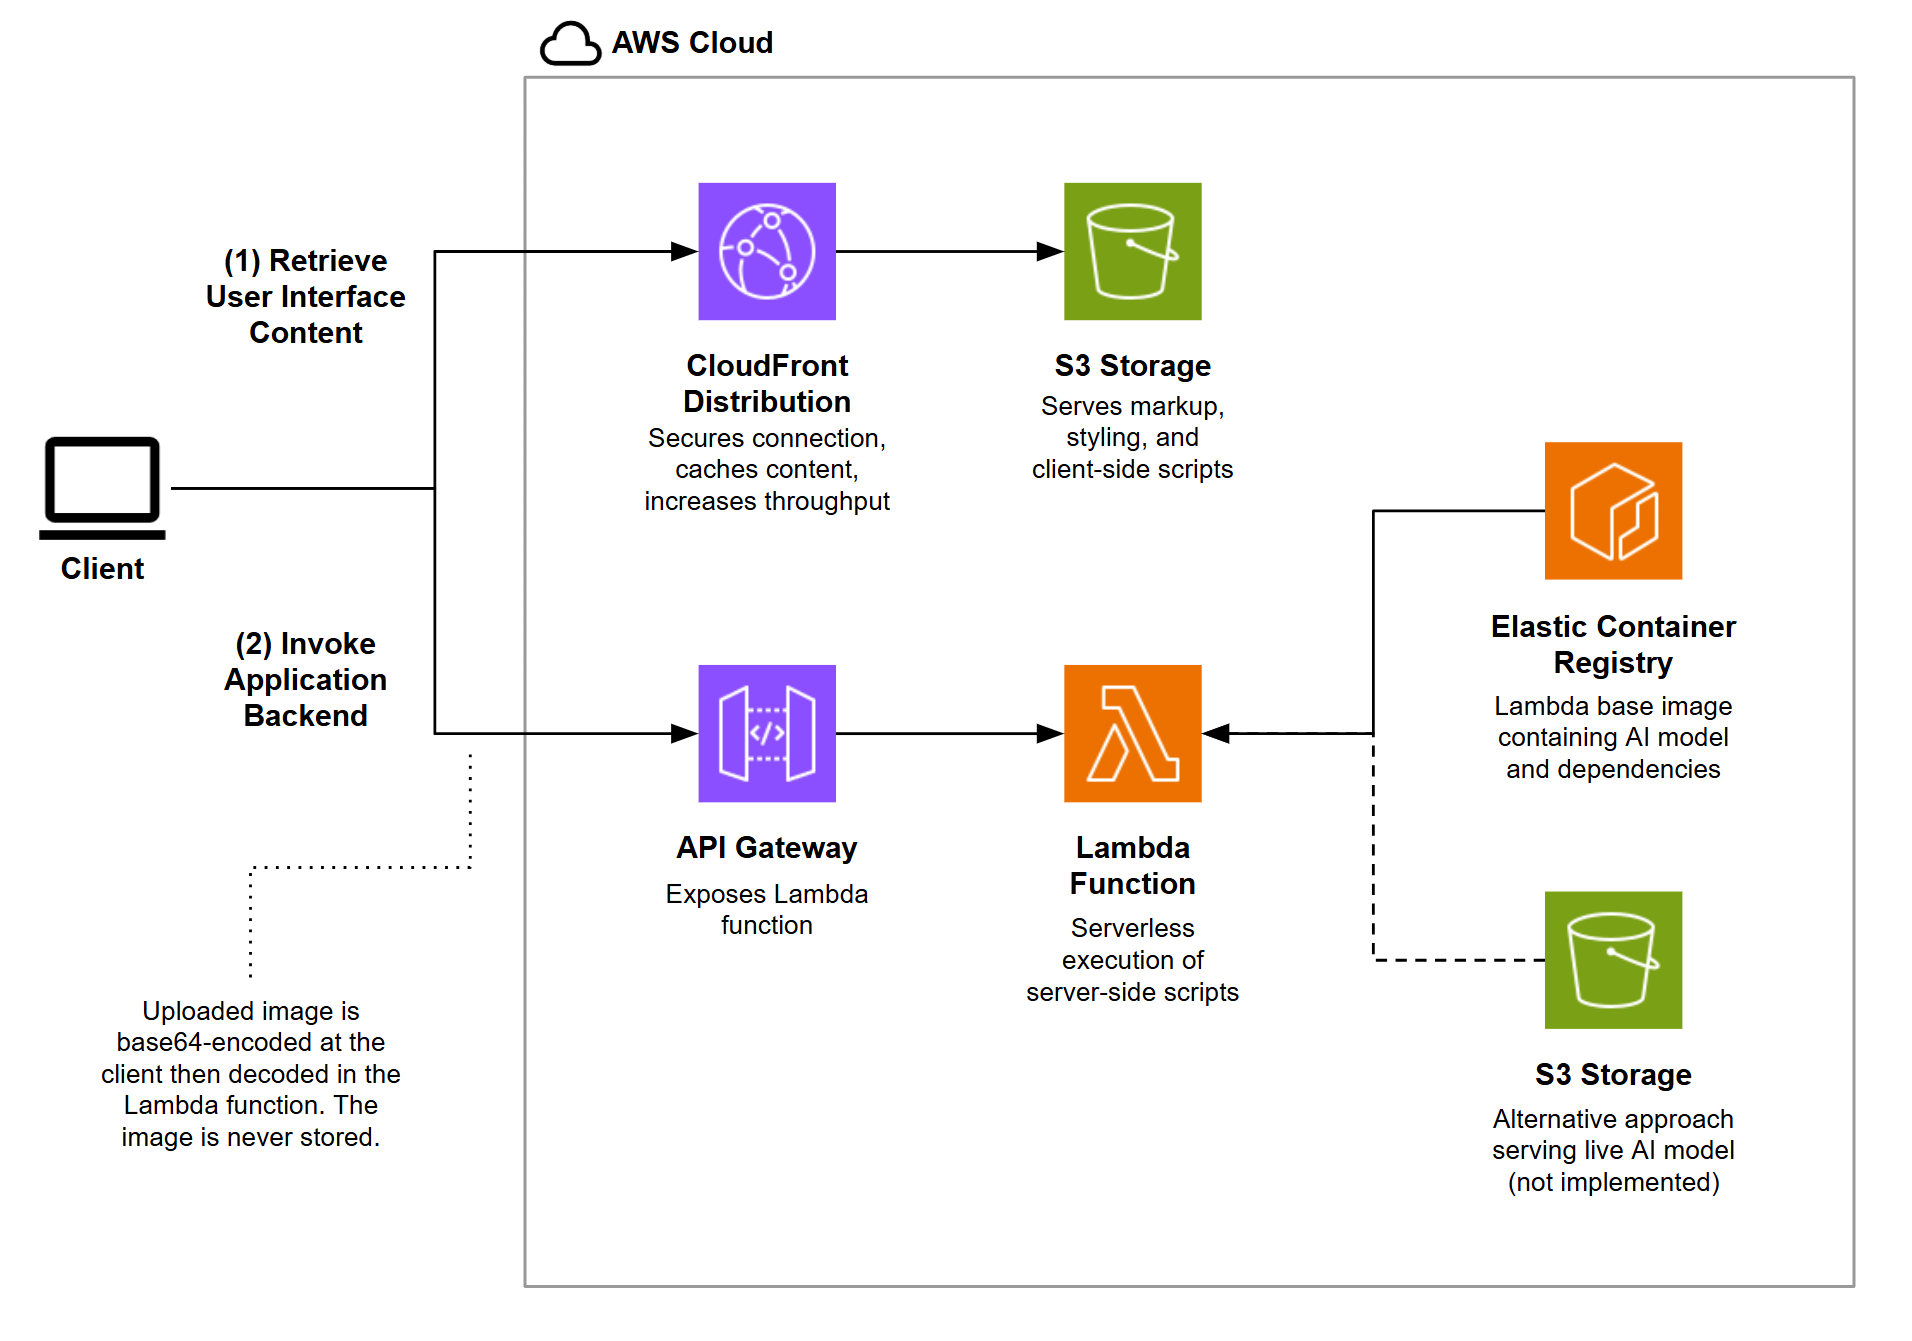 AWS Cloud
(1) Retrieve
User Interface
Content
CloudFront
Distribution
Secures connection,
caches content,
increases throughput
S3 Storage
Serves markup,
styling, and
client-side scripts
Client
(2) Invoke
Application
Backend
Elastic Container
Registry
Lambda base image
containing AI model
and dependencies
</>
API Gateway
Exposes Lambda
function
Lambda
Function
Serverless
execution of
server-side scripts
Uploaded image is
base64-encoded at the
client then decoded in the
Lambda function. The
image is never stored.
S3 Storage
Alternative approach
serving live AI model
(not implemented)